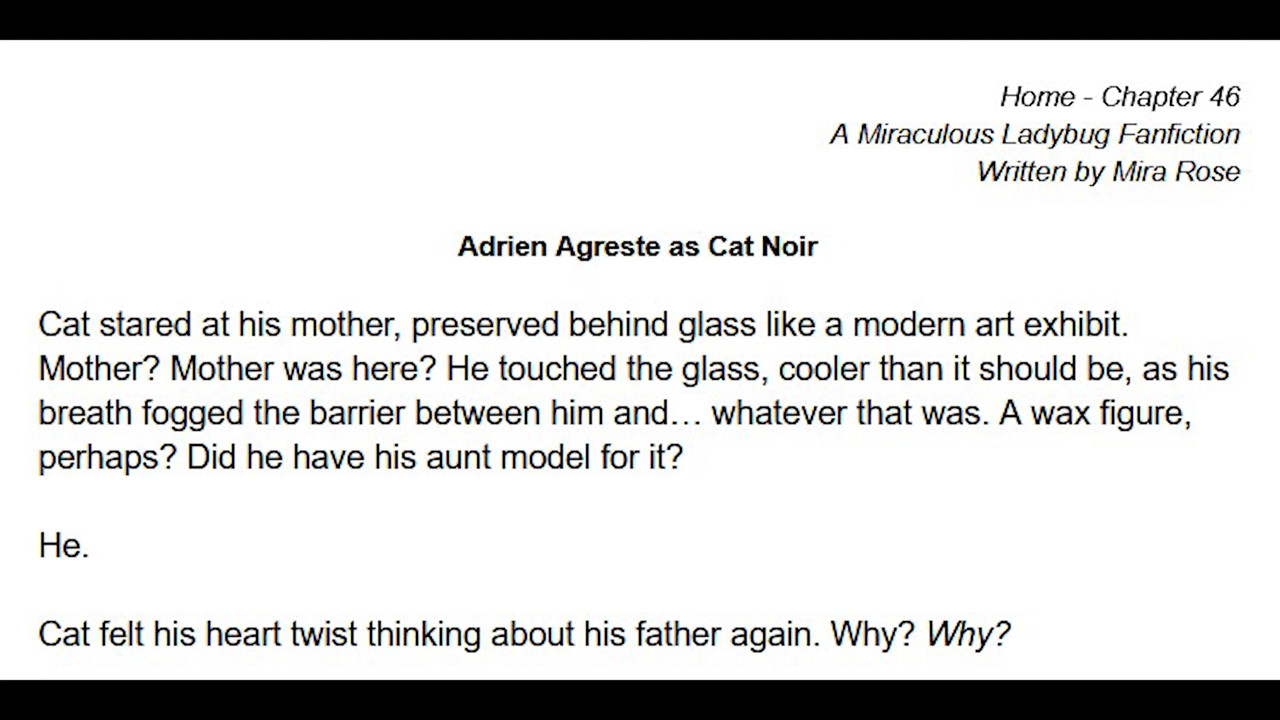 Home - Chapter 46
A Miraculous Ladybug Fanfiction
Written by Mira Rose
Adrien Agreste as Cat Noir
Cat stared at his mother, preserved behind glass like a modern art exhibit.
Mother? Mother was here? He touched the glass, cooler than it should be, as his
breath fogged the barrier between him and… whatever that was. A wax figure,
perhaps? Did he have his aunt model for it?
He.
Cat felt his heart twist thinking about his father again. Why? Why?